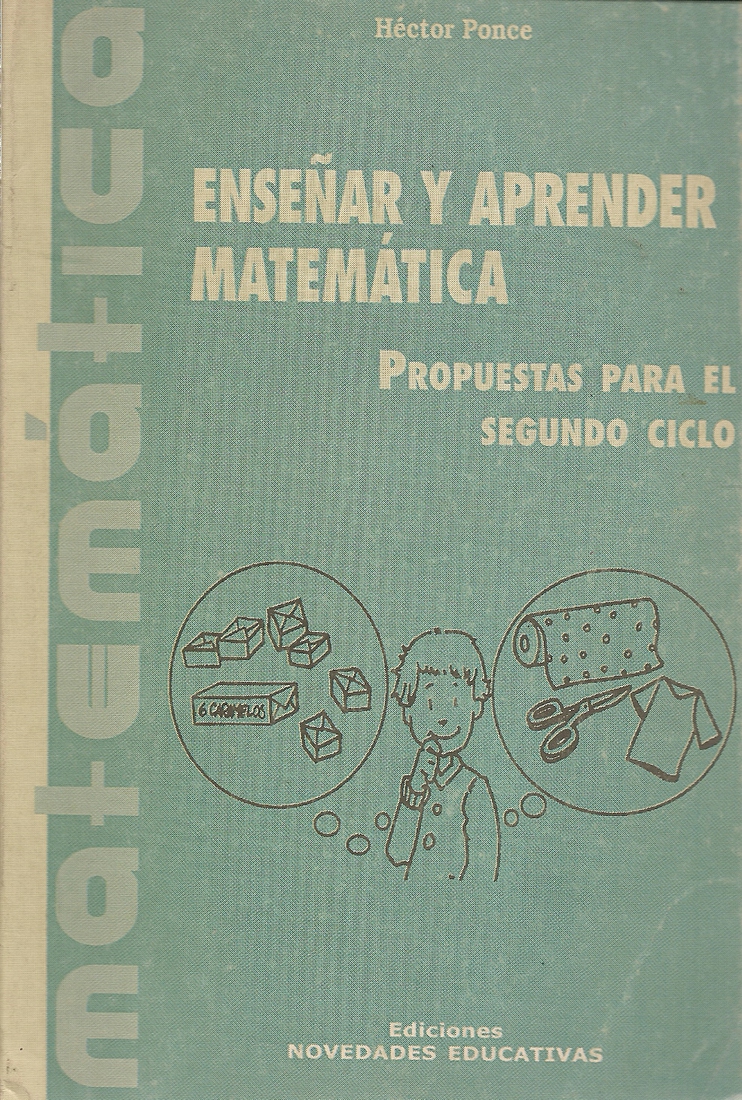 Héctor Ponce
ENSEÑAR Y APRENDER
MATEMÁTICA
PROPUESTAS PARA EL
SEGUNDO CICLO
6 CARAMELOS
Ediciones
NOVEDADES EDUCATIVAS
matemática